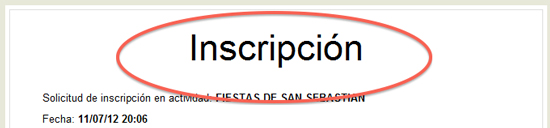 Inscripción
Solicitud de inscripción en actividad: FIESTAS DE SAN SEBASTIAN
Fecha: 11/07/12 20:06